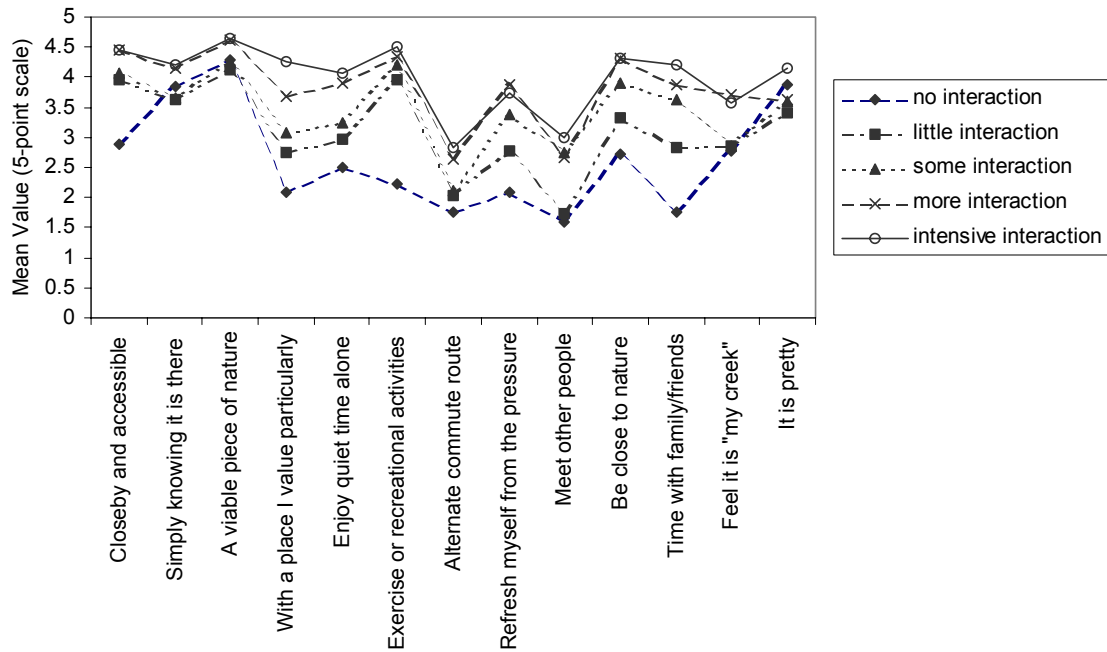 Mean Value (5-point scale)
5
4.5
4
3.5
3
2.5
2
1.5
1
0.5
0
Closeby and accessible
Simply knowing it is there
A viable piece of nature
With a place I value particularly
Enjoy quiet time alone
Exercise or recreational activities
Alternate commute route
Refresh myself from the pressure
Meet other people
Be close to nature
Time with family/friends
Feel it is "my creek"
It is pretty
no interaction
little interaction
some interaction
more interaction
intensive interaction